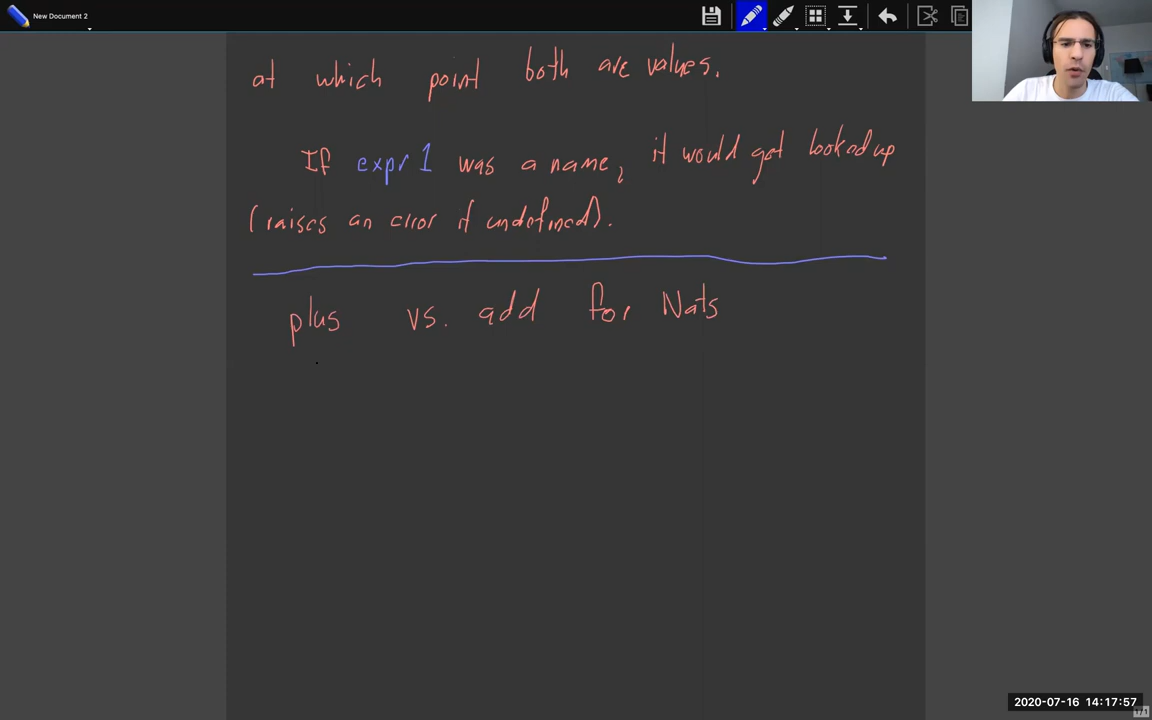 New Document 2
at which point both are values.
If expr1 was a name, it would get looked up
(raises an error if undefined).
plus vs. add for Nats
2020-07-16 14:17:57